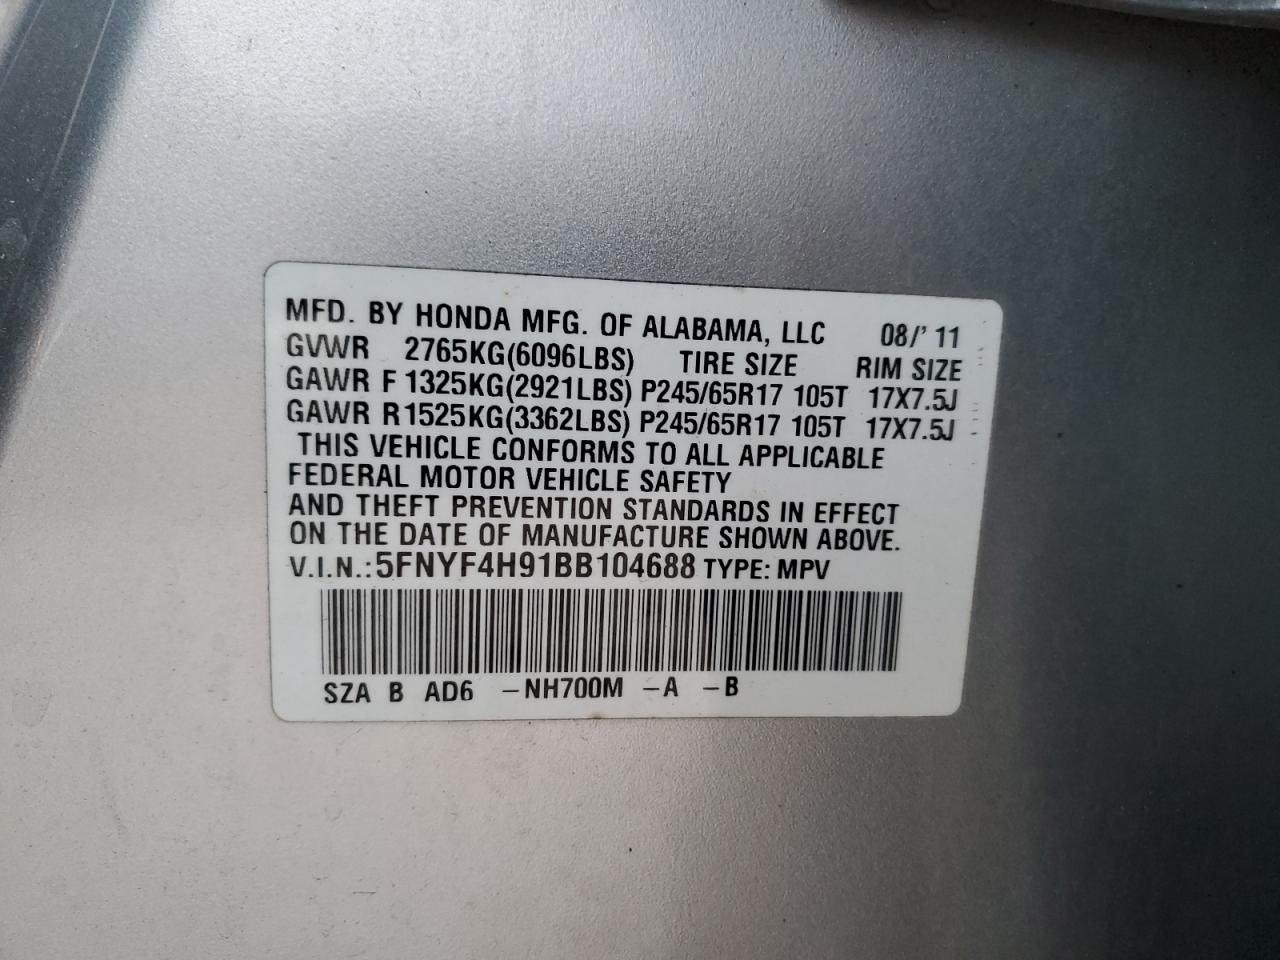 MFD. BY HONDA MFG. OF ALABAMA, LLC 08/' 11
GVWR 2765KG(6096LBS) TIRE SIZE RIM SIZE
GAWR F 1325KG(2921LBS) P245/65R17 105T 17X7.5J
GAWR R1525KG(3362LBS) P245/65R17 105T 17X7.5J
THIS VEHICLE CONFORMS TO ALL APPLICABLE
FEDERAL MOTOR VEHICLE SAFETY
AND THEFT PREVENTION STANDARDS IN EFFECT
ON THE DATE OF MANUFACTURE SHOWN ABOVE.
V.I.N.:5FNYF4H91BB104688 TYPE: MPV
SZA B AD6 -NH700M -A -B